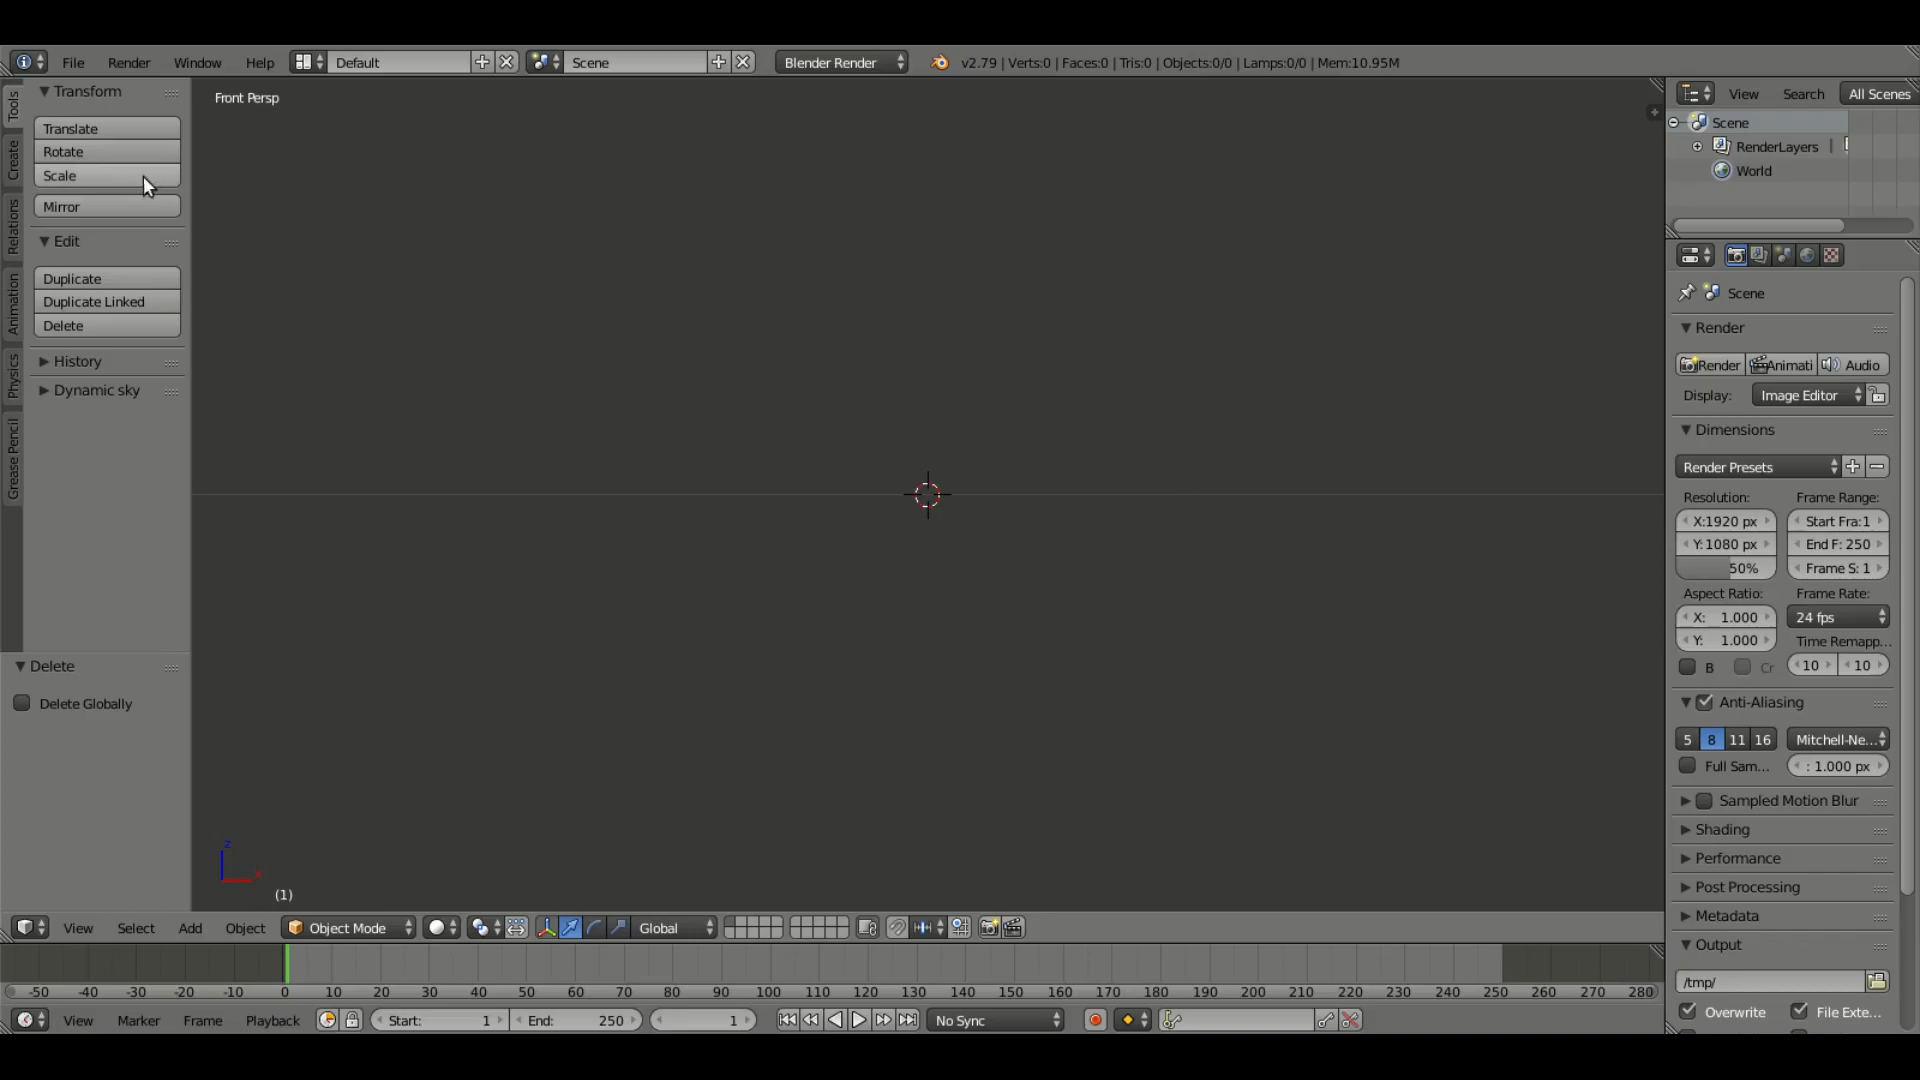 File Render Window Help Default Scene Blender Render v2.79 | Verts:0 | Faces:0 | Tris:0 | Objects:0/0 | Lamps:0/0 | Mem:10.95M
Tools
Create
Relations
Animation
Physics
Grease Pencil
Transform
Translate
Rotate
Scale
Mirror
Edit
Duplicate
Duplicate Linked
Delete
History
Dynamic sky
Delete
Delete Globally
Front Persp
z
x
(1)
View Select Add Object Object Mode Global
-50 -40 -30 -20 -10 0 10 20 30 40 50 60 70 80 90 100 110 120 130 140 150 160 170 180 190 200 210 220 230 240 250 260 270 280
View Marker Frame Playback Start: 1 End: 250 1 No Sync
View Search All Scenes
Scene
RenderLayers
World
Scene
Render
Render Animati Audio
Display: Image Editor
Dimensions
Render Presets
Resolution: Frame Range:
X:1920 px Start Fra:1
Y:1080 px End F: 250
50% Frame S: 1
Aspect Ratio: Frame Rate:
X: 1.000 24 fps
Y: 1.000 Time Remapp...
B Cr 10 10
Anti-Aliasing
5 8 11 16 Mitchell-Ne...
Full Sam... : 1.000 px
Sampled Motion Blur
Shading
Performance
Post Processing
Metadata
Output
/tmp/
Overwrite File Exte...